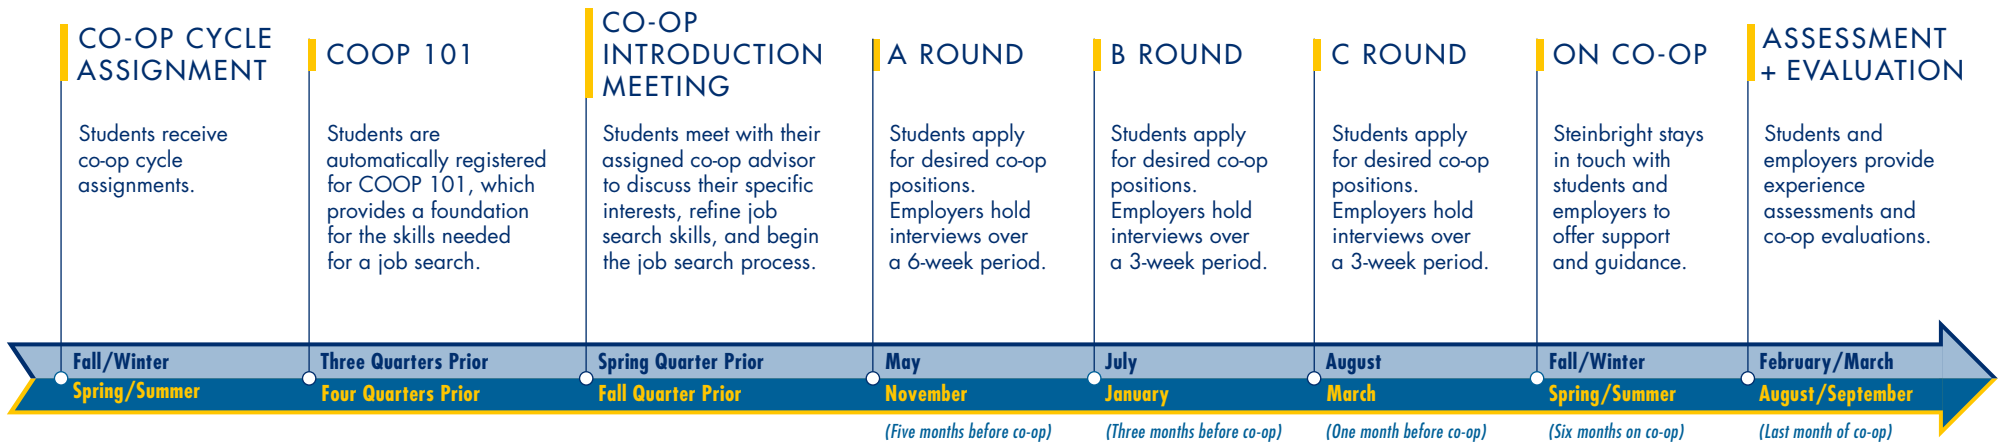 CO-OP CYCLE
ASSIGNMENT
Students receive
co-op cycle
assignments.
COOP 101
Students are
automatically registered
for COOP 101, which
provides a foundation
for the skills needed
for a job search.
CO-OP
INTRODUCTION
MEETING
Students meet with their
assigned co-op advisor
to discuss their specific
interests, refine job
search skills, and begin
the job search process.
A ROUND
Students apply
for desired co-op
positions.
Employers hold
interviews over
a 6-week period.
B ROUND
Students apply
for desired co-op
positions.
Employers hold
interviews over
a 3-week period.
C ROUND
Students apply
for desired co-op
positions.
Employers hold
interviews over
a 3-week period.
ON CO-OP
Steinbright stays
in touch with
students and
employers to
offer support
and guidance.
ASSESSMENT
+ EVALUATION
Students and
employers provide
experience
assessments and
co-op evaluations.
Fall/Winter
Spring/Summer
Three Quarters Prior
Four Quarters Prior
Spring Quarter Prior
Fall Quarter Prior
May
November
(Five months before co-op)
July
January
(Three months before co-op)
August
March
(One month before co-op)
Fall/Winter
Spring/Summer
(Six months on co-op)
February/March
August/September
(Last month of co-op)